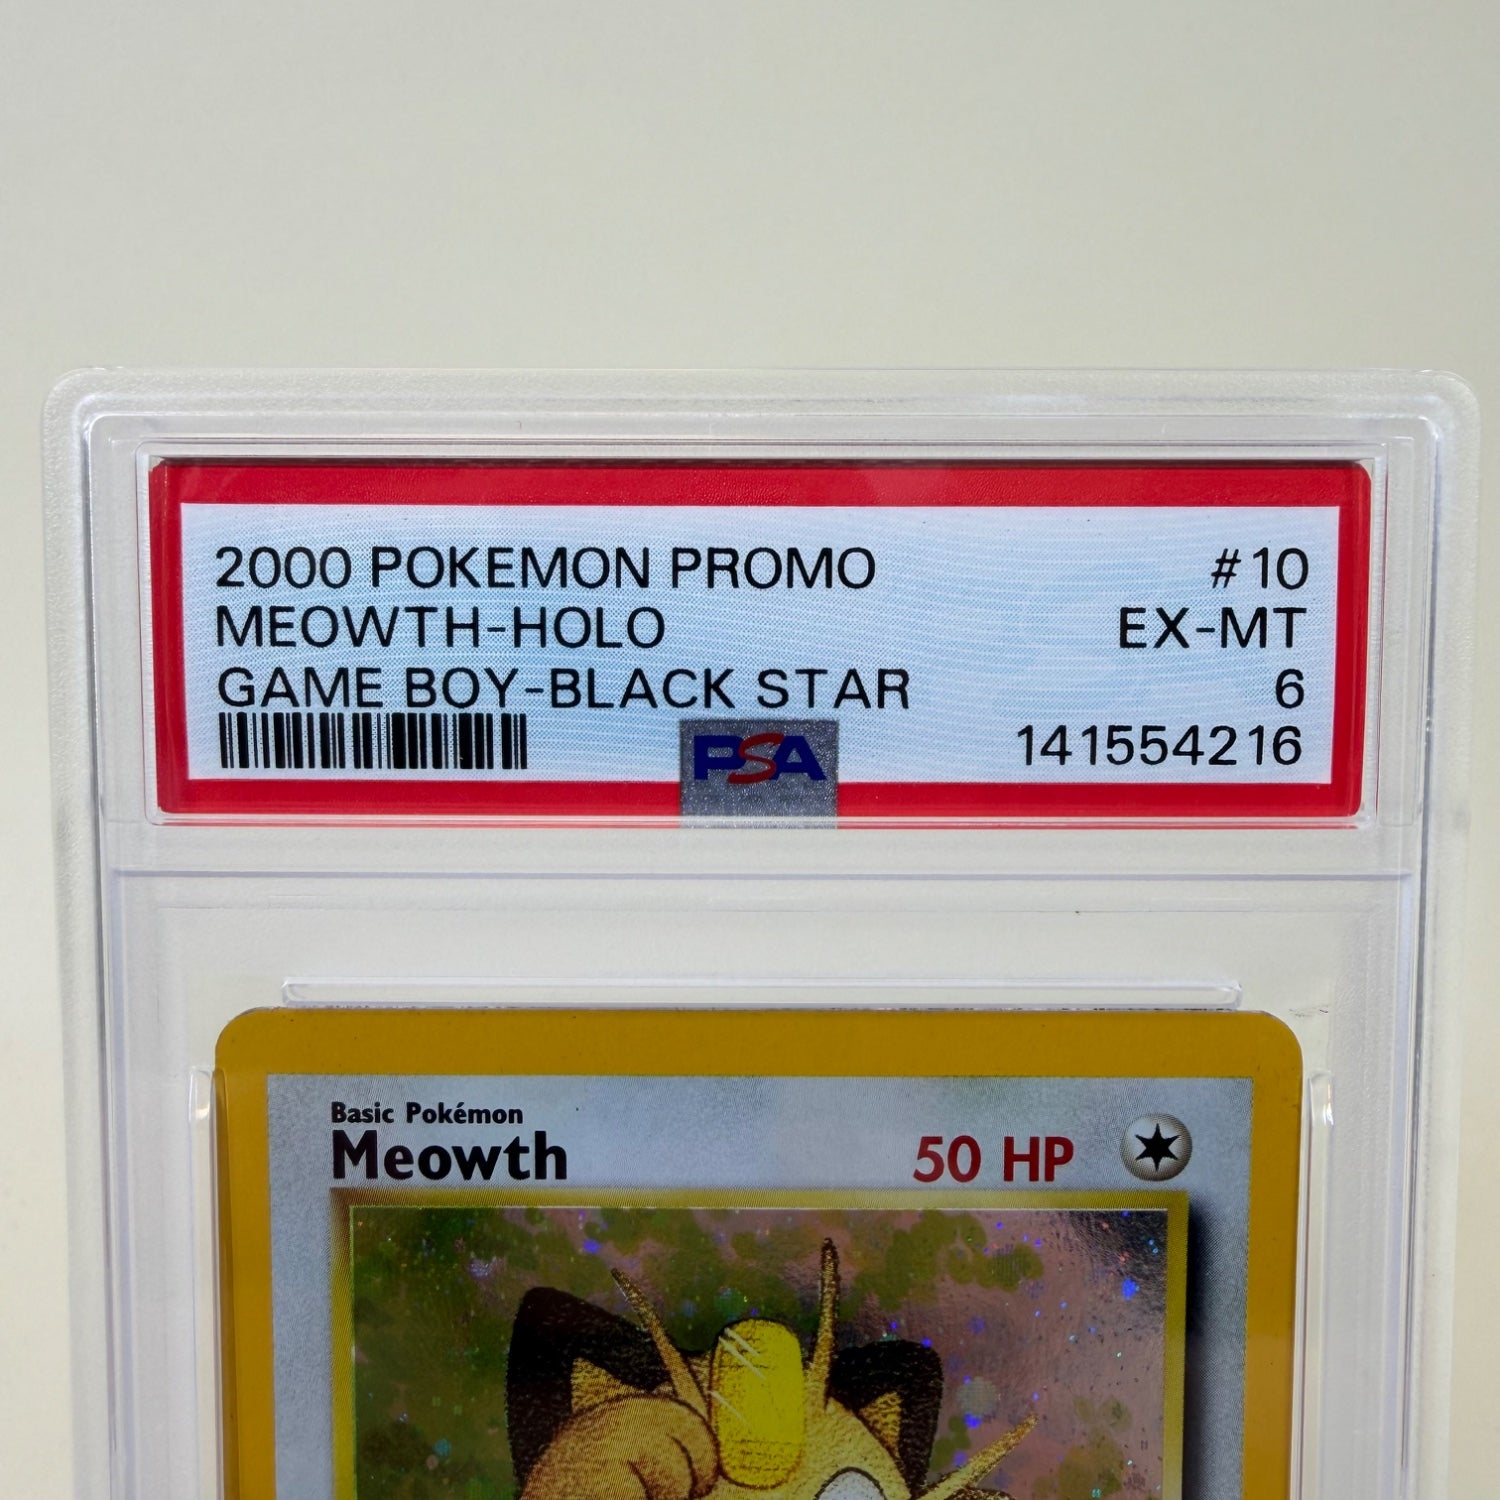 2000 POKEMON PROMO #10
MEOWTH-HOLO EX-MT
GAME BOY-BLACK STAR 6
PSA 141554216
Basic Pokémon
Meowth 50 HP